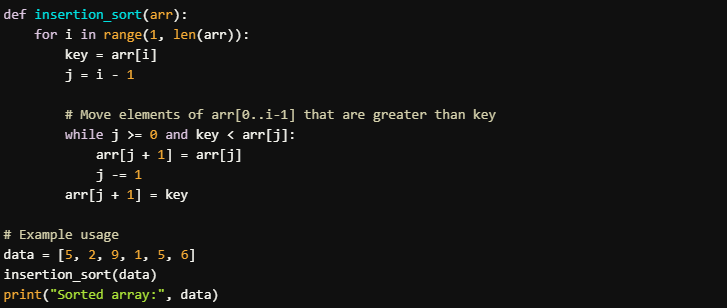 def insertion_sort(arr):
    for i in range(1, len(arr)):
        key = arr[i]
        j = i - 1

        # Move elements of arr[0..i-1] that are greater than key
        while j >= 0 and key < arr[j]:
            arr[j + 1] = arr[j]
            j -= 1
        arr[j + 1] = key

# Example usage
data = [5, 2, 9, 1, 5, 6]
insertion_sort(data)
print("Sorted array:", data)